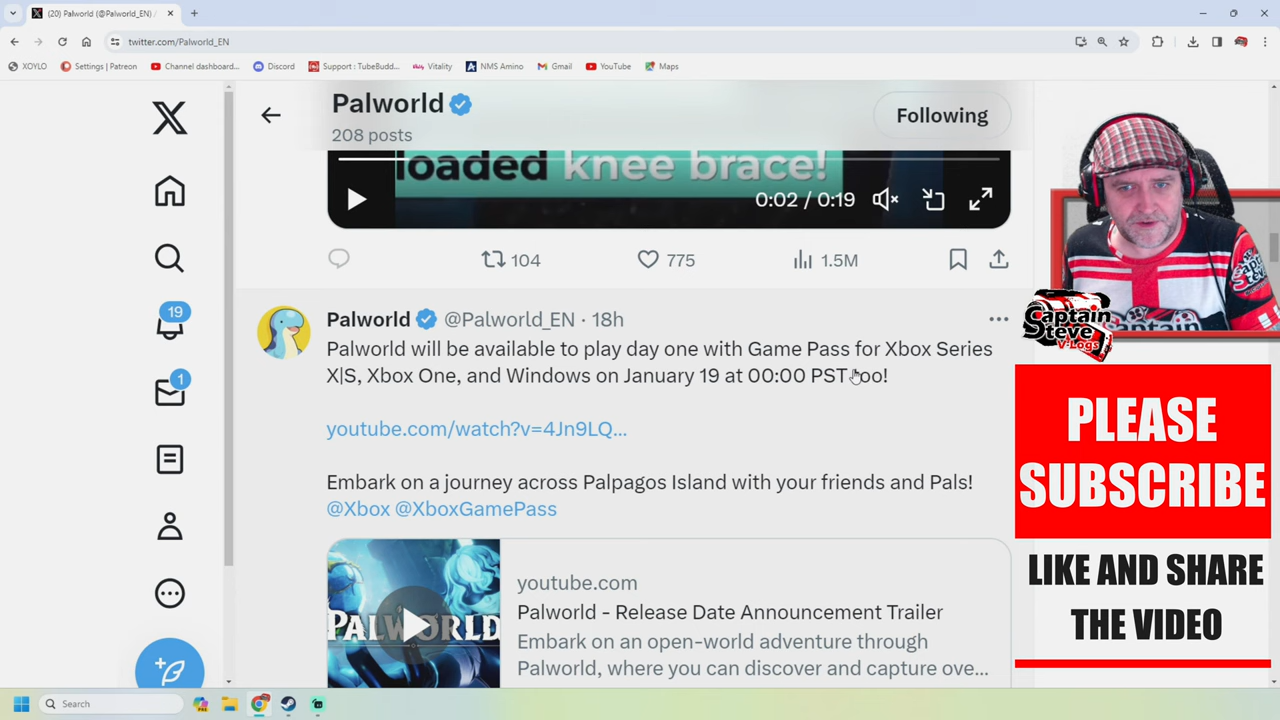 (20) Palworld (@Palworld_EN) /
twitter.com/Palworld_EN
XOYLO
Settings | Patreon
Channel dashboard...
Discord
Support : TubeBudd...
Vitality
NMS Amino
Gmail
YouTube
Maps
Palworld
208 posts
Following
loaded knee brace!
0:02 / 0:19
104
775
1.5M
19
1
Palworld @Palworld_EN · 18h
Palworld will be available to play day one with Game Pass for Xbox Series
X|S, Xbox One, and Windows on January 19 at 00:00 PST too!
youtube.com/watch?v=4Jn9LQ...
Embark on a journey across Palpagos Island with your friends and Pals!
@Xbox @XboxGamePass
PALWORLD
youtube.com
Palworld - Release Date Announcement Trailer
Embark on an open-world adventure through
Palworld, where you can discover and capture ove...
Captain
Steve
V-Logs
PLEASE
SUBSCRIBE
LIKE AND SHARE
THE VIDEO
Search